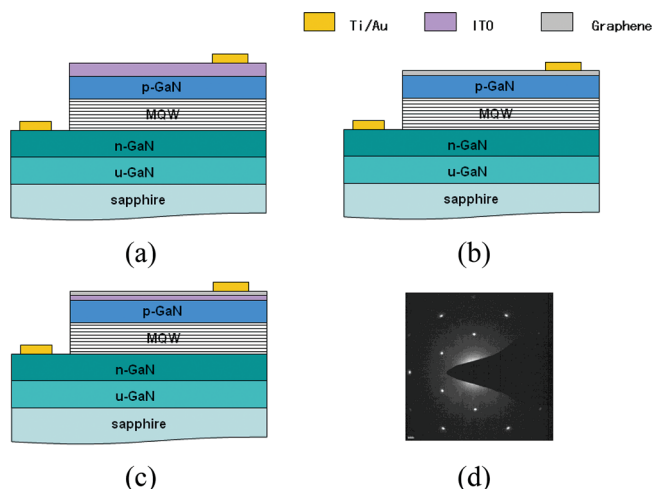 Ti/Au ITO Graphene
p-GaN
MQW
n-GaN
u-GaN
sapphire
(a)
p-GaN
MQW
n-GaN
u-GaN
sapphire
(b)
p-GaN
MQW
n-GaN
u-GaN
sapphire
(c)
(d)